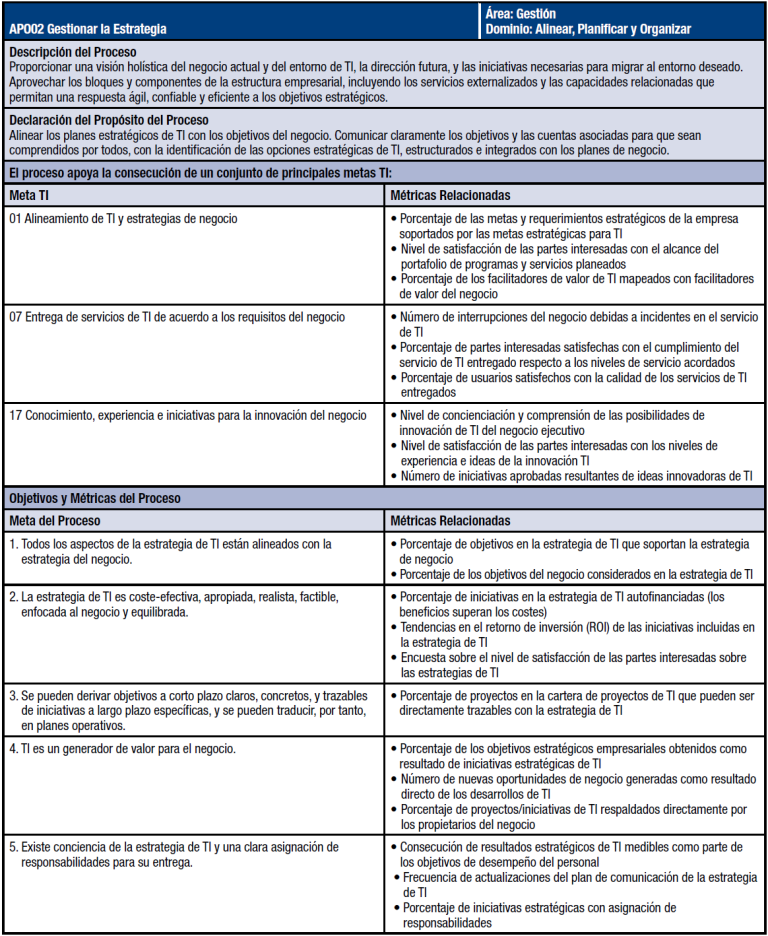 APO02 Gestionar la Estrategia
Área: Gestión
Dominio: Alinear, Planificar y Organizar
Descripción del Proceso
Proporcionar una visión holística del negocio actual y del entorno de TI, la dirección futura, y las iniciativas necesarias para migrar al entorno deseado.
Aprovechar los bloques y componentes de la estructura empresarial, incluyendo los servicios externalizados y las capacidades relacionadas que
permitan una respuesta ágil, confiable y eficiente a los objetivos estratégicos.
Declaración del Propósito del Proceso
Alinear los planes estratégicos de TI con los objetivos del negocio. Comunicar claramente los objetivos y las cuentas asociadas para que sean
comprendidos por todos, con la identificación de las opciones estratégicas de TI, estructurados e integrados con los planes de negocio.
El proceso apoya la consecución de un conjunto de principales metas TI:
Meta TI
Métricas Relacionadas
01 Alineamiento de TI y estrategias de negocio
• Porcentaje de las metas y requerimientos estratégicos de la empresa
soportados por las metas estratégicas para TI
• Nivel de satisfacción de las partes interesadas con el alcance del
portafolio de programas y servicios planeados
• Porcentaje de los facilitadores de valor de TI mapeados con facilitadores
de valor del negocio
07 Entrega de servicios de TI de acuerdo a los requisitos del negocio
• Número de interrupciones del negocio debidas a incidentes en el servicio
de TI
• Porcentaje de partes interesadas satisfechas con el cumplimiento del
servicio de TI entregado respecto a los niveles de servicio acordados
• Porcentaje de usuarios satisfechos con la calidad de los servicios de TI
entregados
17 Conocimiento, experiencia e iniciativas para la innovación del negocio
• Nivel de concienciación y comprensión de las posibilidades de
innovación de TI del negocio ejecutivo
• Nivel de satisfacción de las partes interesadas con los niveles de
experiencia e ideas de la innovación TI
• Número de iniciativas aprobadas resultantes de ideas innovadoras de TI
Objetivos y Métricas del Proceso
Meta del Proceso
Métricas Relacionadas
1. Todos los aspectos de la estrategia de TI están alineados con la
estrategia del negocio.
• Porcentaje de objetivos en la estrategia de TI que soportan la estrategia
de negocio
• Porcentaje de los objetivos del negocio considerados en la estrategia de TI
2. La estrategia de TI es coste-efectiva, apropiada, realista, factible,
enfocada al negocio y equilibrada.
• Porcentaje de iniciativas en la estrategia de TI autofinanciadas (los
beneficios superan los costes)
• Tendencias en el retorno de inversión (ROI) de las iniciativas incluidas en
la estrategia de TI
• Encuesta sobre el nivel de satisfacción de las partes interesadas sobre
las estrategias de TI
3. Se pueden derivar objetivos a corto plazo claros, concretos, y trazables
de iniciativas a largo plazo específicas, y se pueden traducir, por tanto,
en planes operativos.
• Porcentaje de proyectos en la cartera de proyectos de TI que pueden ser
directamente trazables con la estrategia de TI
4. TI es un generador de valor para el negocio.
• Porcentaje de los objetivos estratégicos empresariales obtenidos como
resultado de iniciativas estratégicas de TI
• Número de nuevas oportunidades de negocio generadas como resultado
directo de los desarrollos de TI
• Porcentaje de proyectos/iniciativas de TI respaldados directamente por
los propietarios del negocio
5. Existe conciencia de la estrategia de TI y una clara asignación de
responsabilidades para su entrega.
• Consecución de resultados estratégicos de TI medibles como parte de
los objetivos de desempeño del personal
• Frecuencia de actualizaciones del plan de comunicación de la estrategia
de TI
• Porcentaje de iniciativas estratégicas con asignación de
responsabilidades